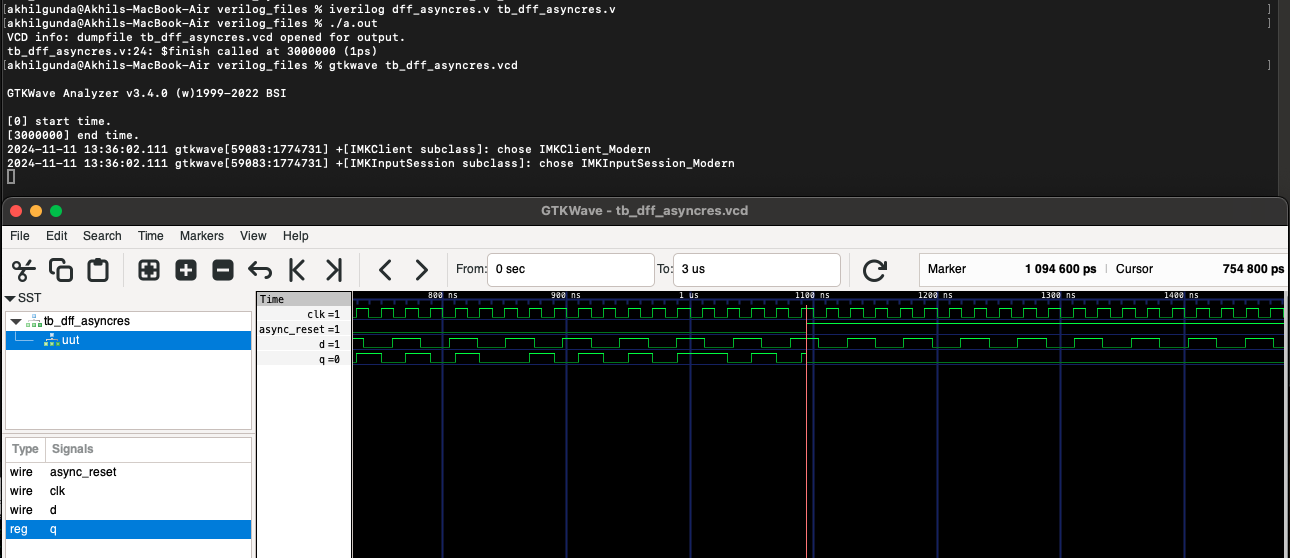 akhilgunda@Akhils-MacBook-Air verilog_files % iverilog dff_asyncres.v tb_dff_asyncres.v
[akhilgunda@Akhils-MacBook-Air verilog_files % ./a.out ]
VCD info: dumpfile tb_dff_asyncres.vcd opened for output.
tb_dff_asyncres.v:24: $finish called at 3000000 (1ps)
[akhilgunda@Akhils-MacBook-Air verilog_files % gtkwave tb_dff_asyncres.vcd ]
GTKWave Analyzer v3.4.0 (w)1999-2022 BSI
[0] start time.
[3000000] end time.
2024-11-11 13:36:02.111 gtkwave[59083:1774731] +[IMKClient subclass]: chose IMKClient_Modern
2024-11-11 13:36:02.111 gtkwave[59083:1774731] +[IMKInputSession subclass]: chose IMKInputSession_Modern
GTKWave - tb_dff_asyncres.vcd
File Edit Search Time Markers View Help
From: 0 sec To: 3 us Marker 1 094 600 ps | Cursor 754 800 ps
SST
tb_dff_asyncres
uut
Type Signals
wire async_reset
wire clk
wire d
reg q
Time
clk =1
async_reset =1
d =1
q =0
800 ns 900 ns 1 us 1100 ns 1200 ns 1300 ns 1400 ns